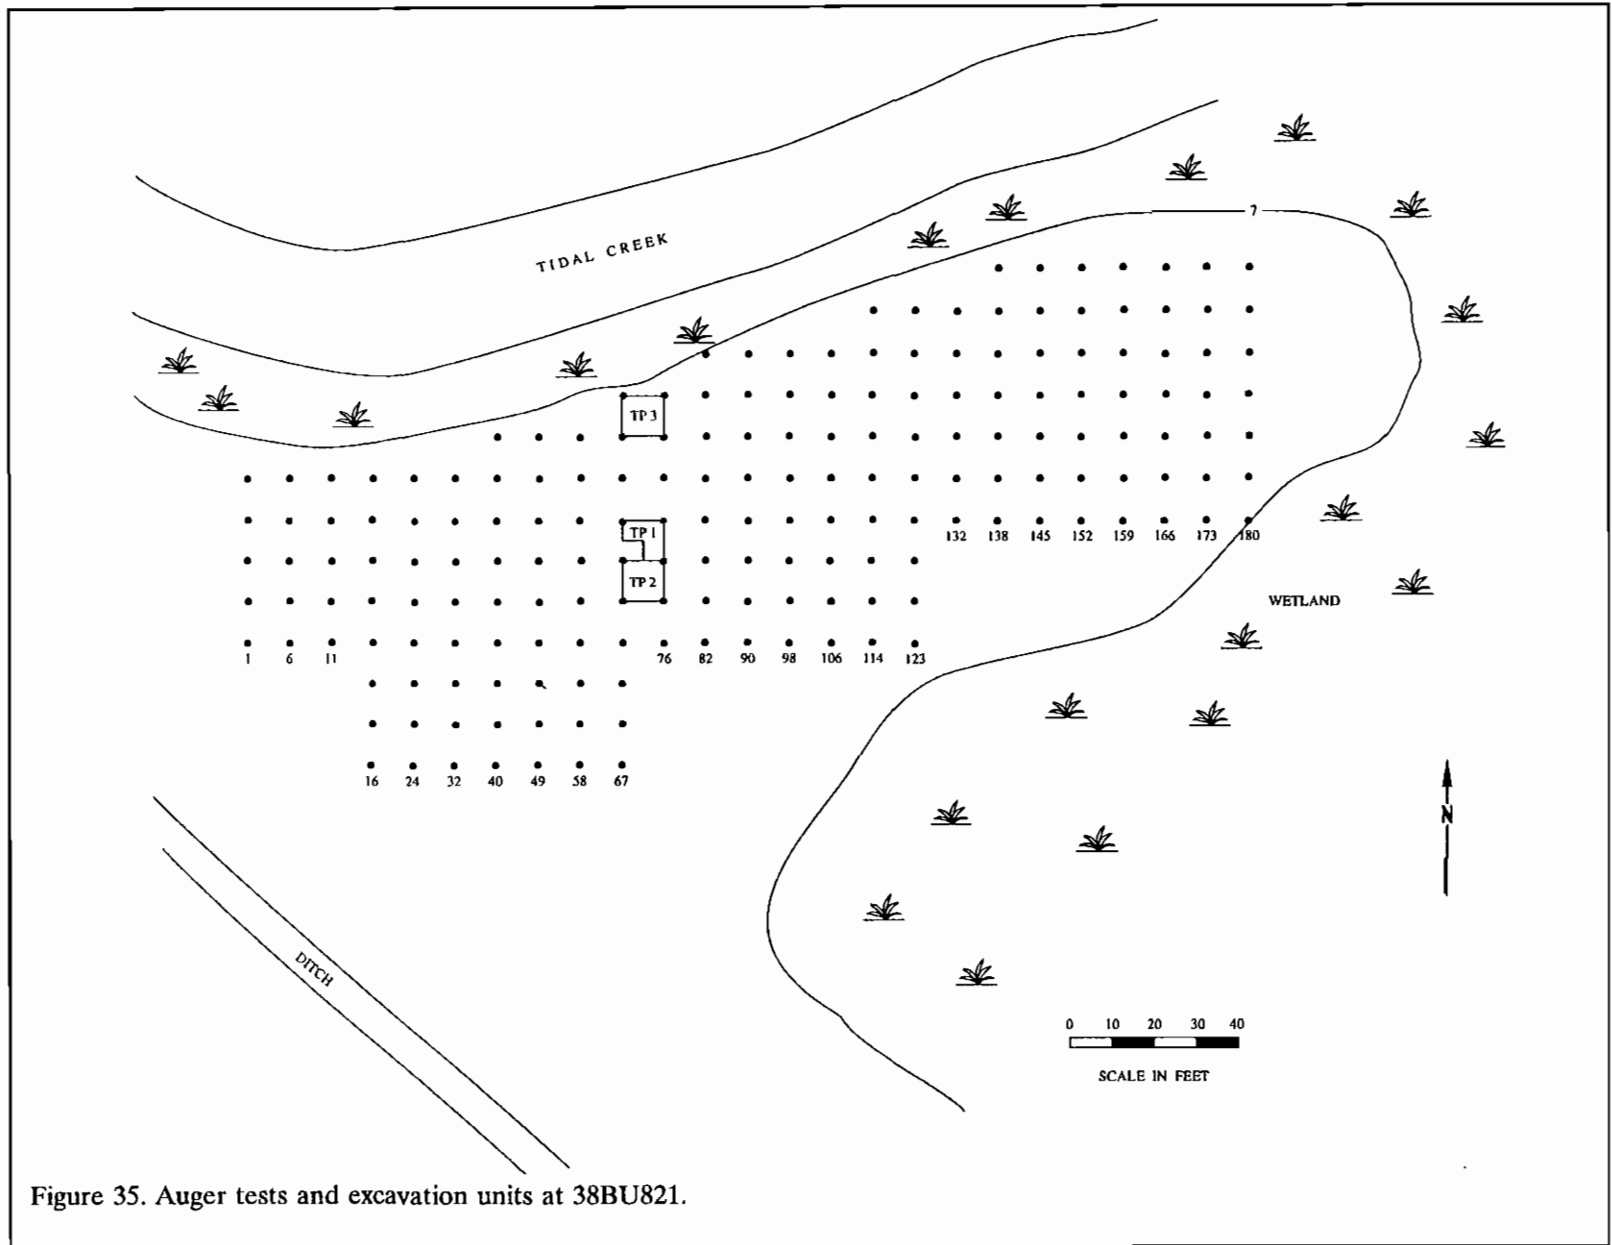 TIDAL CREEK
?
TP 3
TP 1
132 138 145 152 159 166 173 180
TP 2
WETLAND
1 6 11 76 82 90 98 106 114 123
16 24 32 40 49 58 67
N
DITCH
0 10 20 30 40
SCALE IN FEET
Figure 35. Auger tests and excavation units at 38BU821.